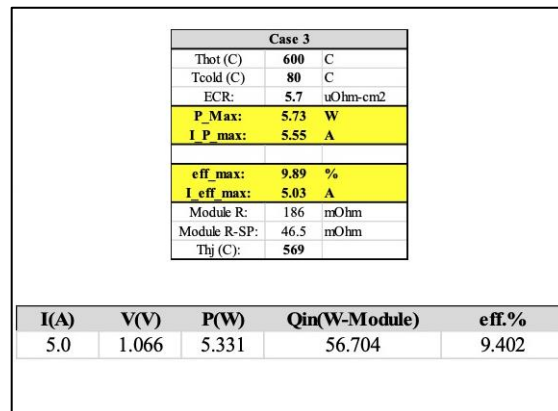 Case 3
Thot (C) 600 C
Tcold (C) 80 C
ECR: 5.7 uOhm-cm2
P_Max: 5.73 W
I_P_max: 5.55 A
eff_max: 9.89 %
I_eff_max: 5.03 A
Module R: 186 mOhm
Module R-SP: 46.5 mOhm
Thj (C): 569
I(A) V(V) P(W) Qin(W-Module) eff.%
5.0 1.066 5.331 56.704 9.402